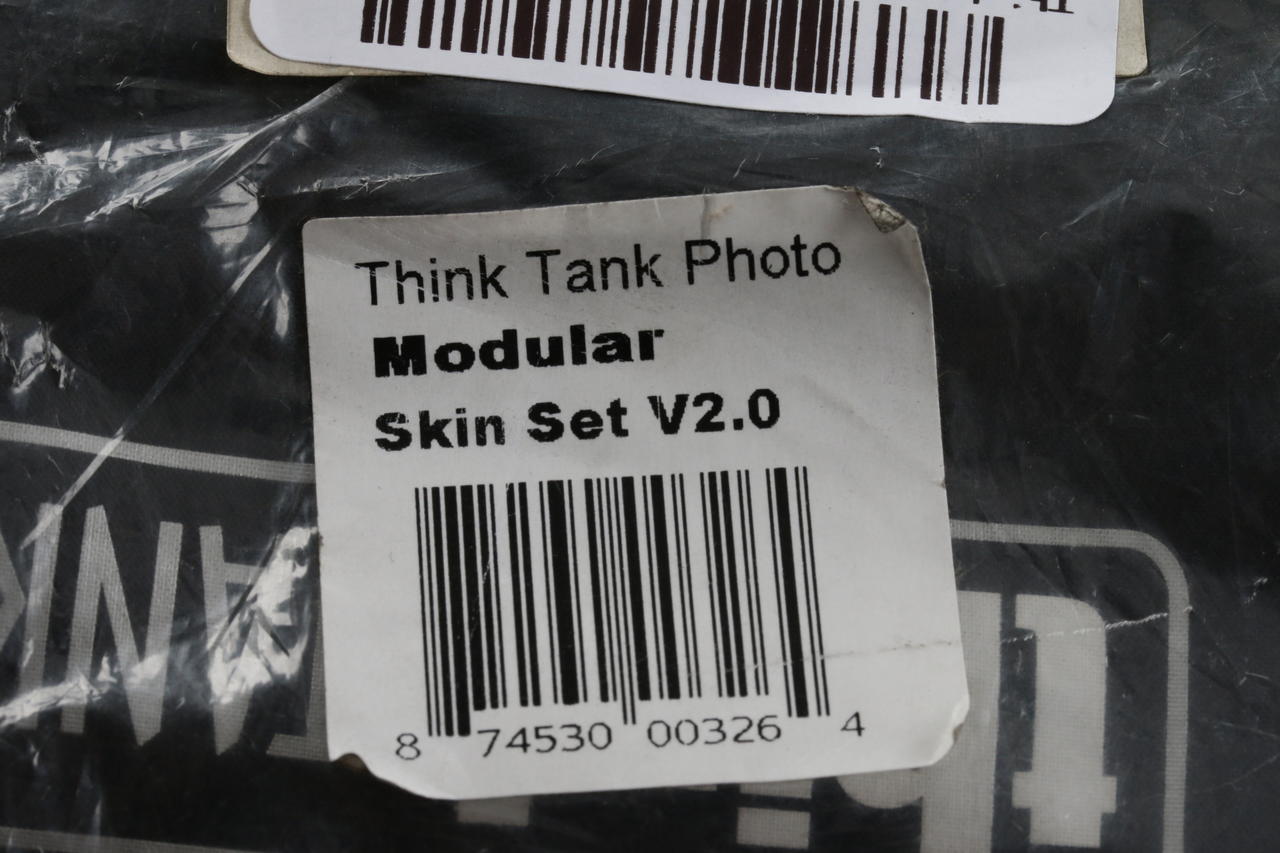 Think Tank Photo
Modular
Skin Set V2.0
8 74530 00326 4